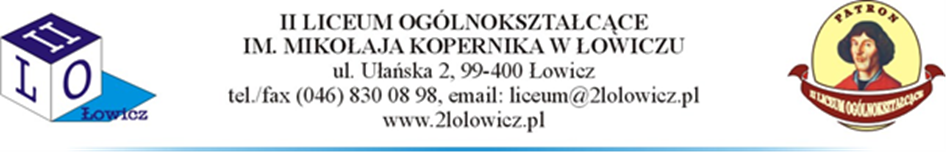 II LICEUM OGÓLNOKSZTAŁCĄCE
IM. MIKOŁAJA KOPERNIKA W ŁOWICZU
ul. Ułańska 2, 99-400 Łowicz
tel./fax (046) 830 08 98, email: liceum@2lolowicz.pl
www.2lolowicz.pl
II
L O
Łowicz
PATRON
II LICEUM OGÓLNOKSZTAŁCĄCE